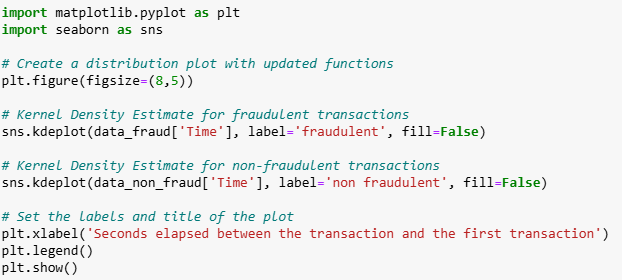 import matplotlib.pyplot as plt
import seaborn as sns

# Create a distribution plot with updated functions
plt.figure(figsize=(8,5))

# Kernel Density Estimate for fraudulent transactions
sns.kdeplot(data_fraud['Time'], label='fraudulent', fill=False)

# Kernel Density Estimate for non-fraudulent transactions
sns.kdeplot(data_non_fraud['Time'], label='non fraudulent', fill=False)

# Set the labels and title of the plot
plt.xlabel('Seconds elapsed between the transaction and the first transaction')
plt.legend()
plt.show()